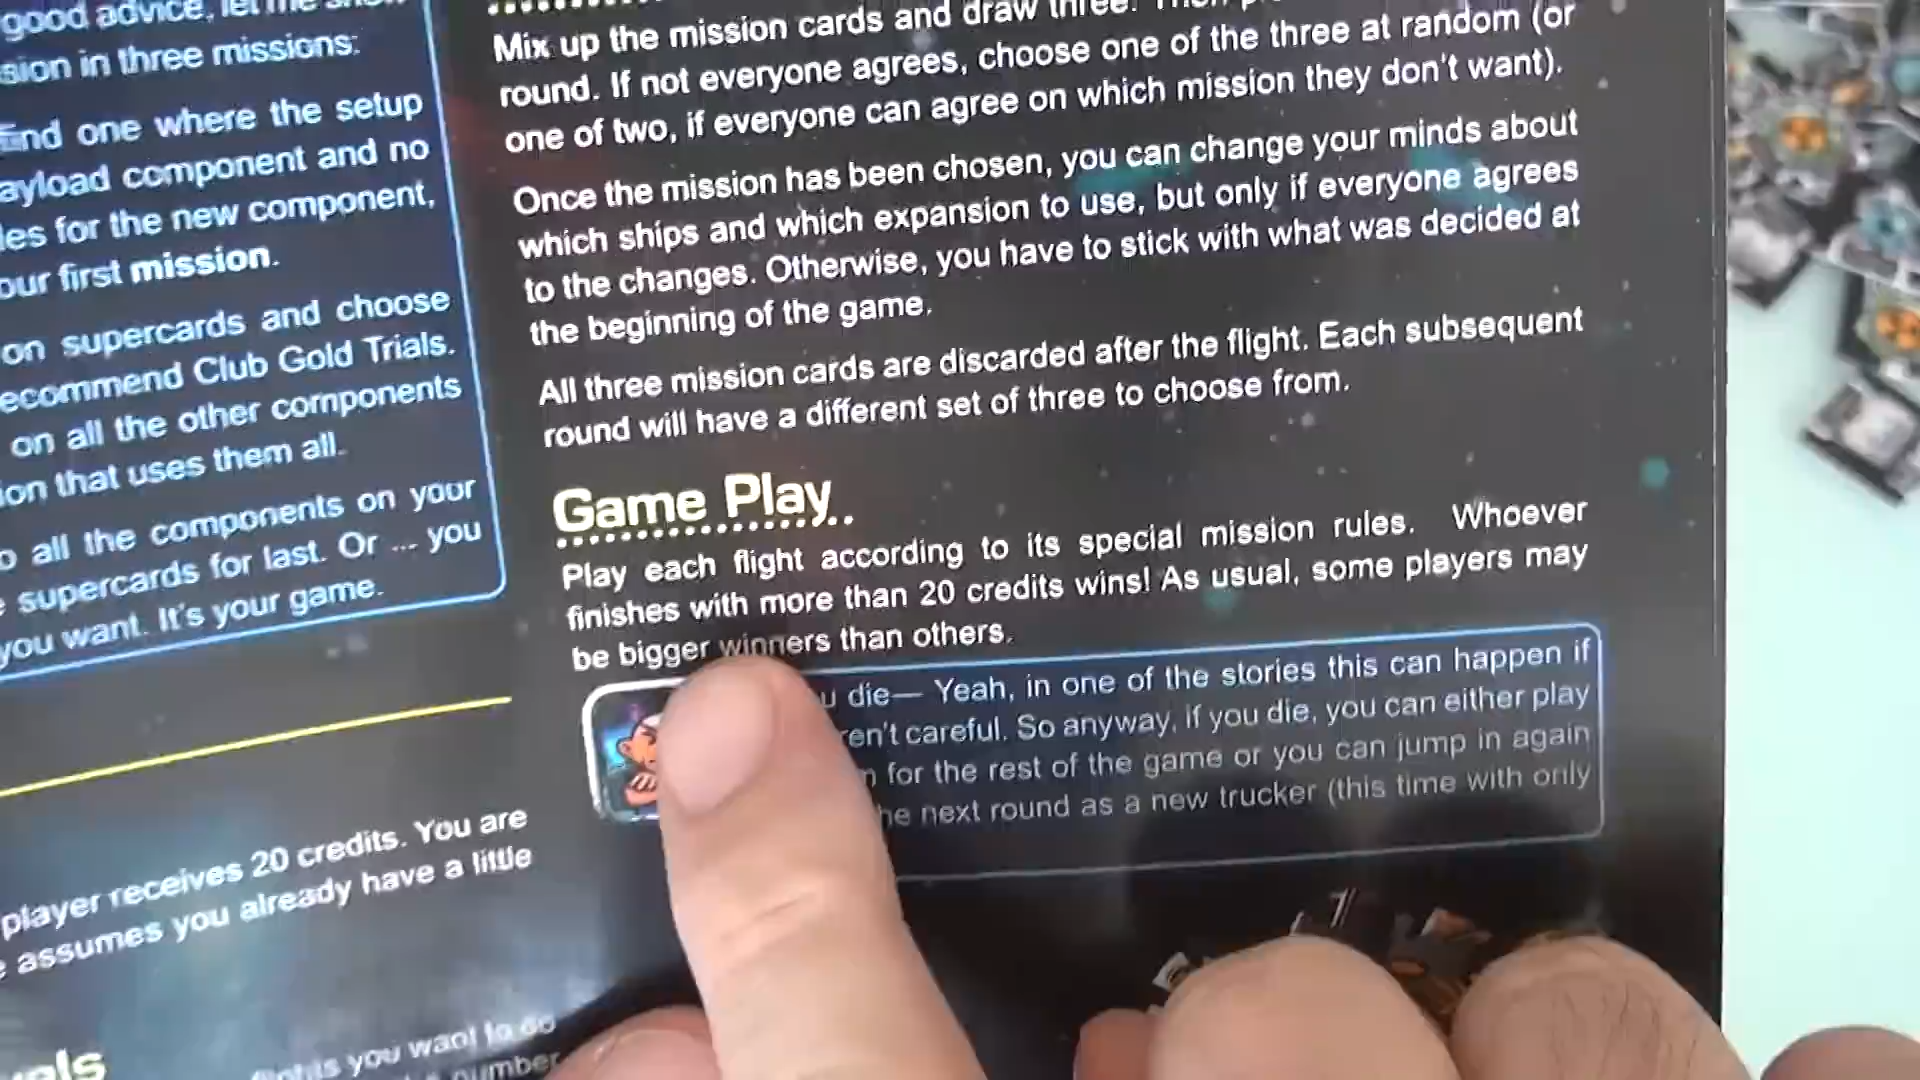 good advice, let me show
sion in three missions:
find one where the setup
ayload component and no
les for the new component,
our first mission.
on supercards and choose
ecommend Club Gold Trials.
on all the other components
ion that uses them all.
o all the components on your
e supercards for last. Or ... you
you want. It's your game.
player receives 20 credits. You are
e assumes you already have a little
els
flights you want to do
number
Mix up the mission cards and draw three. Then
round. If not everyone agrees, choose one of the three at random (or
one of two, if everyone can agree on which mission they don't want).
Once the mission has been chosen, you can change your minds about
which ships and which expansion to use, but only if everyone agrees
to the changes. Otherwise, you have to stick with what was decided at
the beginning of the game.
All three mission cards are discarded after the flight. Each subsequent
round will have a different set of three to choose from.
Game Play
Play each flight according to its special mission rules. Whoever
finishes with more than 20 credits wins! As usual, some players may
be bigger winners than others.
u die— Yeah, in one of the stories this can happen if
ren't careful. So anyway, if you die, you can either play
n for the rest of the game or you can jump in again
he next round as a new trucker (this time with only